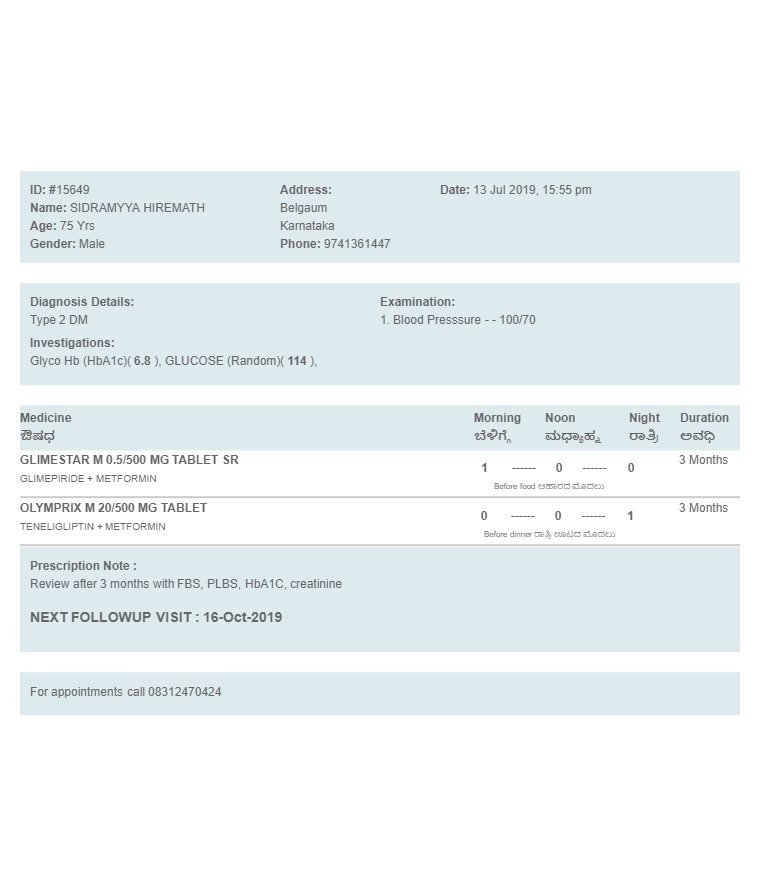 ID: #15649
Name: SIDRAMYYA HIREMATH
Age: 75 Yrs
Gender: Male
Address:
Belgaum
Karnataka
Phone: 9741361447
Date: 13 Jul 2019, 15:55 pm
Diagnosis Details:
Type 2 DM
Examination:
1. Blood Presssure - - 100/70
Investigations:
Glyco Hb (HbA1c)( 6.8 ), GLUCOSE (Random)( 114 ),
Medicine Morning Noon Night Duration
ಔಷಧ ಬೆಳಿಗ್ಗೆ ಮಧ್ಯಾಹ್ನ ರಾತ್ರಿ ಅವಧಿ
GLIMESTAR M 0.5/500 MG TABLET SR 3 Months
1 ------ 0 ------ 0
GLIMEPIRIDE + METFORMIN
Before food ಆಹಾರದ ಮೊದಲು
OLYMPRIX M 20/500 MG TABLET 3 Months
0 ------ 0 ------ 1
TENELIGLIPTIN + METFORMIN
Before dinner ರಾತ್ರಿ ಊಟದ ಮೊದಲು
Prescription Note :
Review after 3 months with FBS, PLBS, HbA1C, creatinine
NEXT FOLLOWUP VISIT : 16-Oct-2019
For appointments call 08312470424